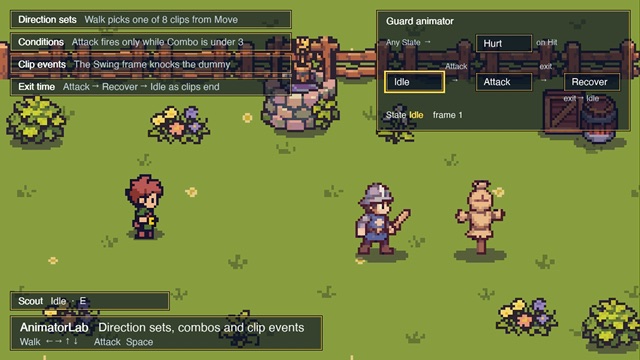 Direction sets Walk picks one of 8 clips from Move
Conditions Attack fires only while Combo is under 3
Clip events The Swing frame knocks the dummy
Exit time Attack → Recover → Idle as clips end
Guard animator
Any State → Hurt on Hit
Attack exit
Idle → Attack Recover
exit → Idle
State Idle frame 1
Scout Idle · E
AnimatorLab Direction sets, combos and clip events
Walk ←→↑↓ Attack Space